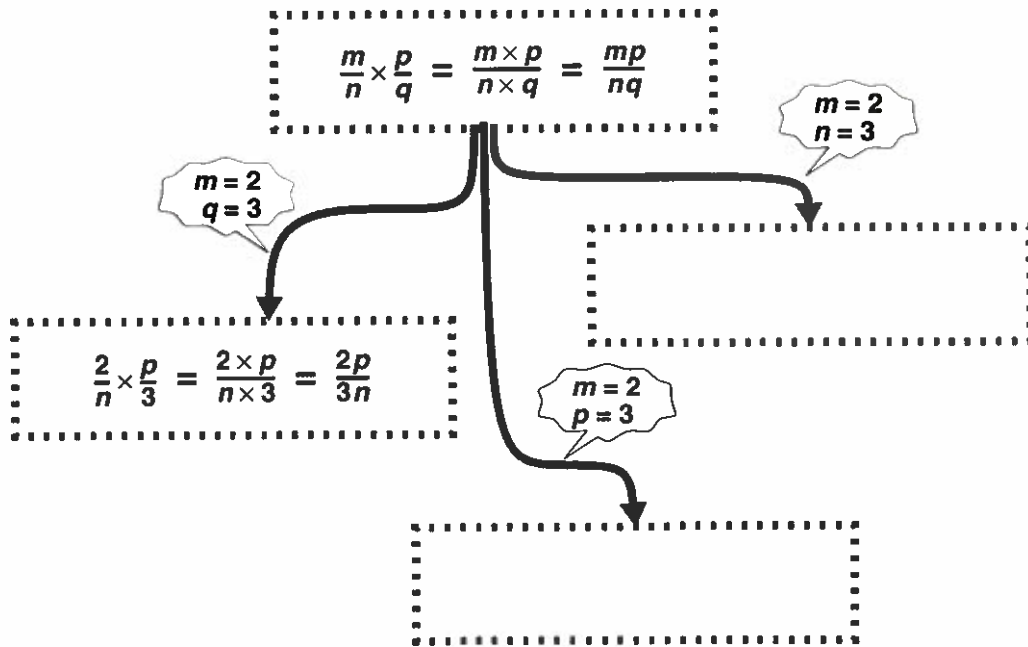 m/n × p/q = m × p/n × q = mp/nq
m = 2
n = 3
m = 2
q = 3
2/n × p/3 = 2 × p/n × 3 = 2p/3n
m = 2
p = 3